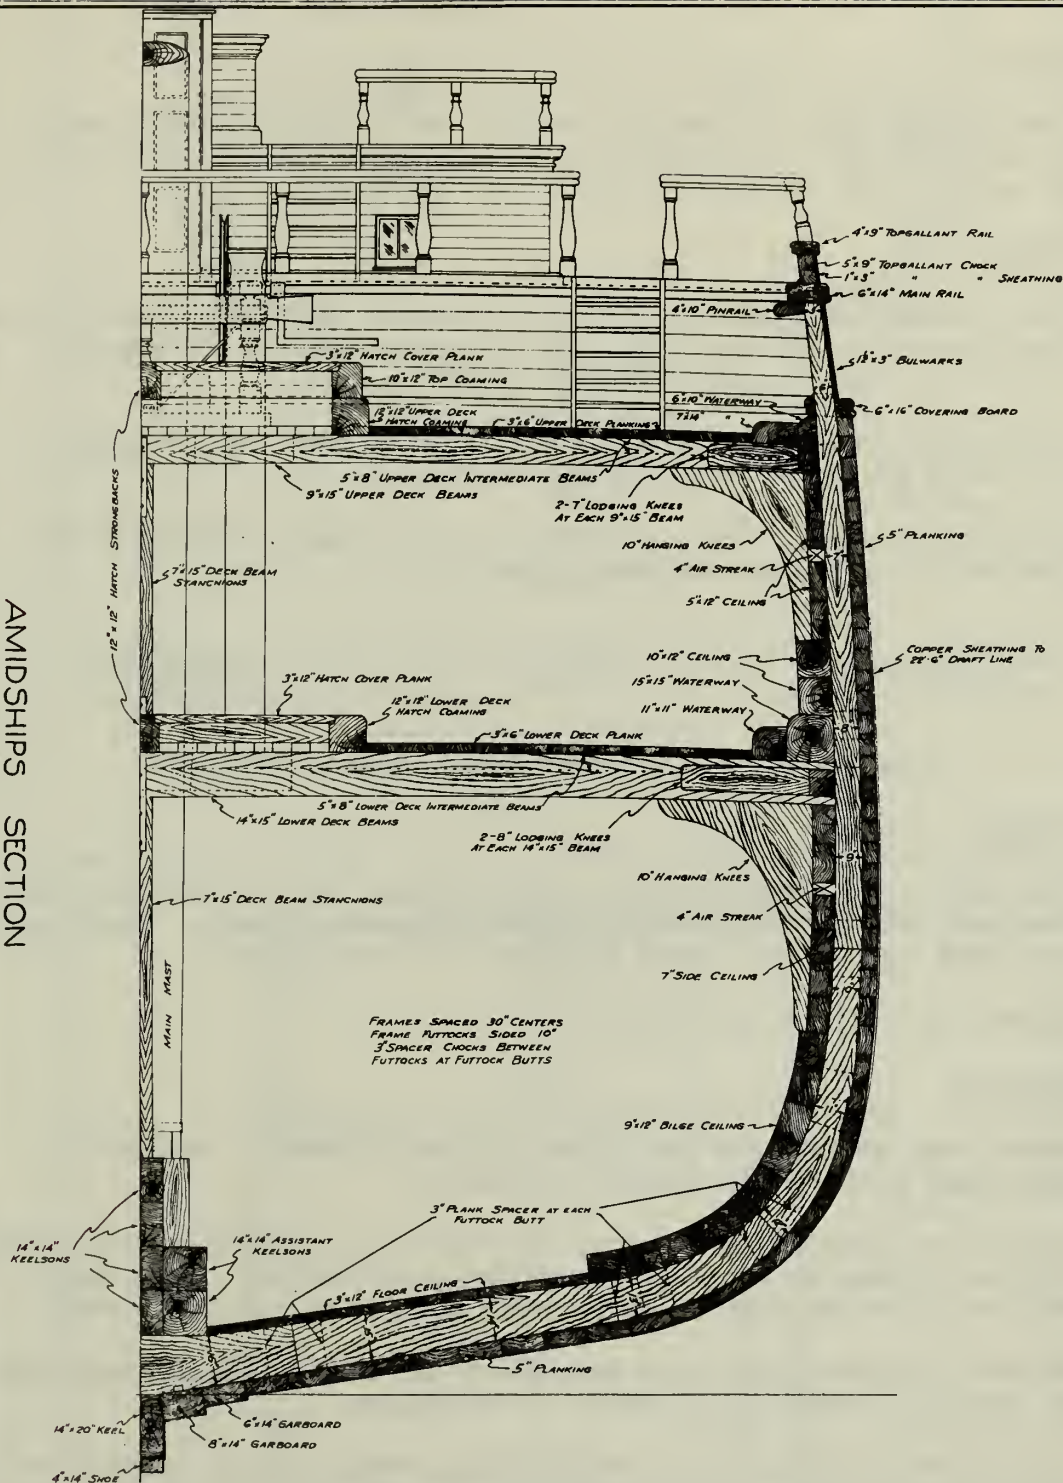 4"x9" TOPGALLANT RAIL
5"x9" TOPGALLANT CHOCK
1"x3" " " SHEATHING
6"x14" MAIN RAIL
4"x10" PINRAIL
3"x12" HATCH COVER PLANK
10"x12" TOP COAMING
12"x12" UPPER DECK
HATCH COAMING
3"x6" UPPER DECK PLANKING
6"x10" WATERWAY
7"x14" "
BULWARKS
6"x16" COVERING BOARD
5"x8" UPPER DECK INTERMEDIATE BEAMS
9"x15" UPPER DECK BEAMS
2-7" LODGING KNEES
AT EACH 9"x15" BEAM
10" HANGING KNEES
4" AIR STREAK
5"x12" CEILING
5" PLANKING
7"x15" DECK BEAM
STANCHIONS
12"x12" HATCH STRONGBACKS
10"x12" CEILING
15"x15" WATERWAY
11"x11" WATERWAY
COPPER SHEATHING TO
22'-6" DRAFT LINE
3"x12" HATCH COVER PLANK
12"x12" LOWER DECK
HATCH COAMING
3"x6" LOWER DECK PLANK
8"
5"x8" LOWER DECK INTERMEDIATE BEAMS
14"x15" LOWER DECK BEAMS
2-8" LODGING KNEES
AT EACH 14"x15" BEAM
9"
10" HANGING KNEES
4" AIR STREAK
7"x15" DECK BEAM STANCHIONS
7" SIDE CEILING
MAIN MAST
AMIDSHIPS SECTION
FRAMES SPACED 30" CENTERS
FRAME FUTTOCKS SIDED 10"
3" SPACER CHOCKS BETWEEN
FUTTOCKS AT FUTTOCK BUTTS
9"x12" BILGE CEILING
3" PLANK SPACER AT EACH
FUTTOCK BUTT
14"x14"
KEELSONS
14"x14" ASSISTANT
KEELSONS
3"x12" FLOOR CEILING
5" PLANKING
6"x14" GARBOARD
8"x14" GARBOARD
14"x20" KEEL
4"x14" SHOE